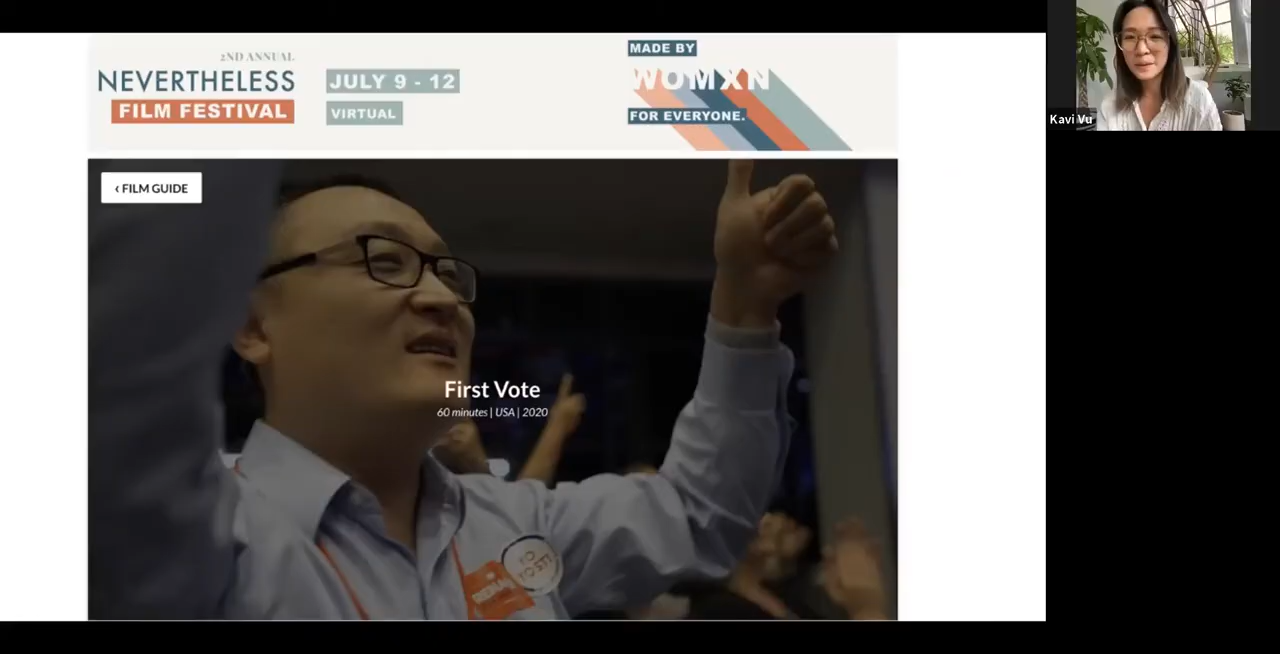 2ND ANNUAL
NEVERTHELESS
FILM FESTIVAL
JULY 9 - 12
VIRTUAL
MADE BY
WOMXN
FOR EVERYONE.
Kavi Vu
‹ FILM GUIDE
First Vote
60 minutes | USA | 2020